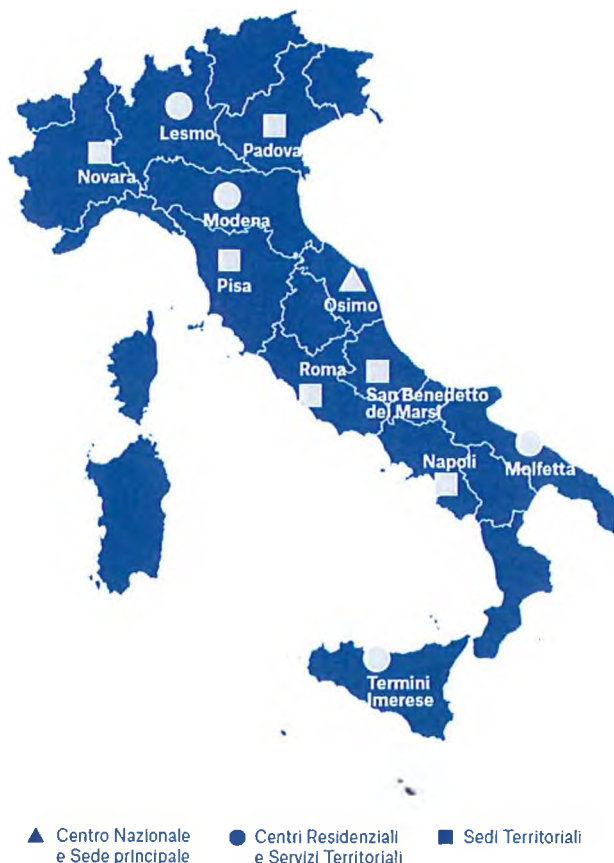 Lesmo
Padova
Novara
Modena
Pisa
Osimo
Roma
San Benedetto
dei Marsi
Napoli
Molfetta
Termini
Imerese
Centro Nazionale
e Sede principale
Centri Residenziali
e Servizi Territoriali
Sedi Territoriali